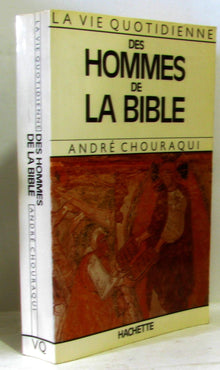 LA VIE QUOTIDIENNE
DES
HOMMES
DE
LA BIBLE
ANDRÉ CHOURAQUI
HACHETTE
LA VIE QUOTIDIENNE
DES HOMMES
DE LA BIBLE
ANDRÉ CHOURAQUI
VQ